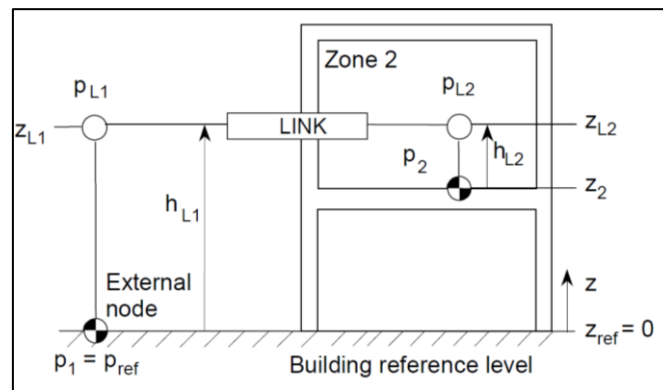 Zone 2
p_L1
p_L2
z_L1
LINK
z_L2
h_L2
p_2
z_2
h_L1
z
External
node
z_ref = 0
p_1 = p_ref
Building reference level